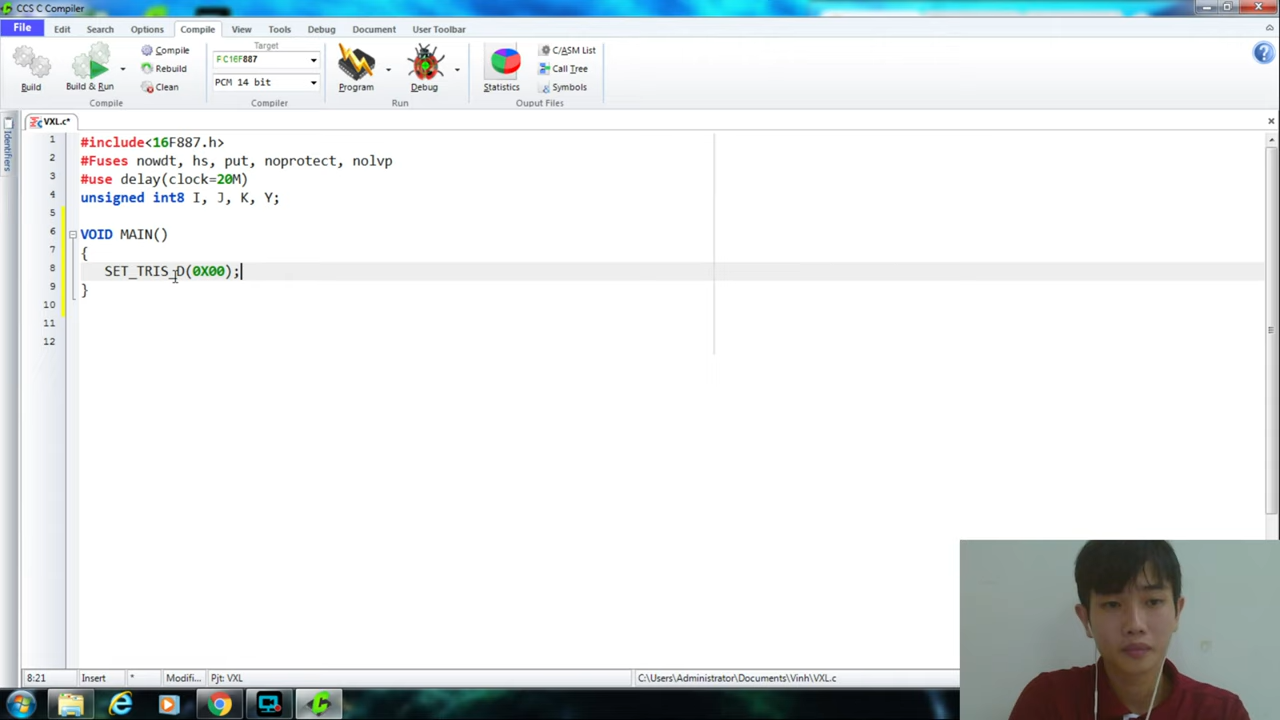 CCS C Compiler
File Edit Search Options Compile View Tools Debug Document User Toolbar
Build
Build & Run
Compile
Rebuild
Clean
Compile
Target
PIC16F887
PCM 14 bit
Compiler
Program
Debug
Run
Statistics
C/ASM List
Call Tree
Symbols
Ouput Files
Identifiers
VXL.c*
1 #include<16F887.h>
2 #Fuses nowdt, hs, put, noprotect, nolvp
3 #use delay(clock=20M)
4 unsigned int8 I, J, K, Y;
5
6 VOID MAIN()
7 {
8 SET_TRIS_D(0X00);
9 }
10
11
12
8:21 Insert * Modifi... Pjt: VXL C:\Users\Administrator\Documents\Vinh\VXL.c